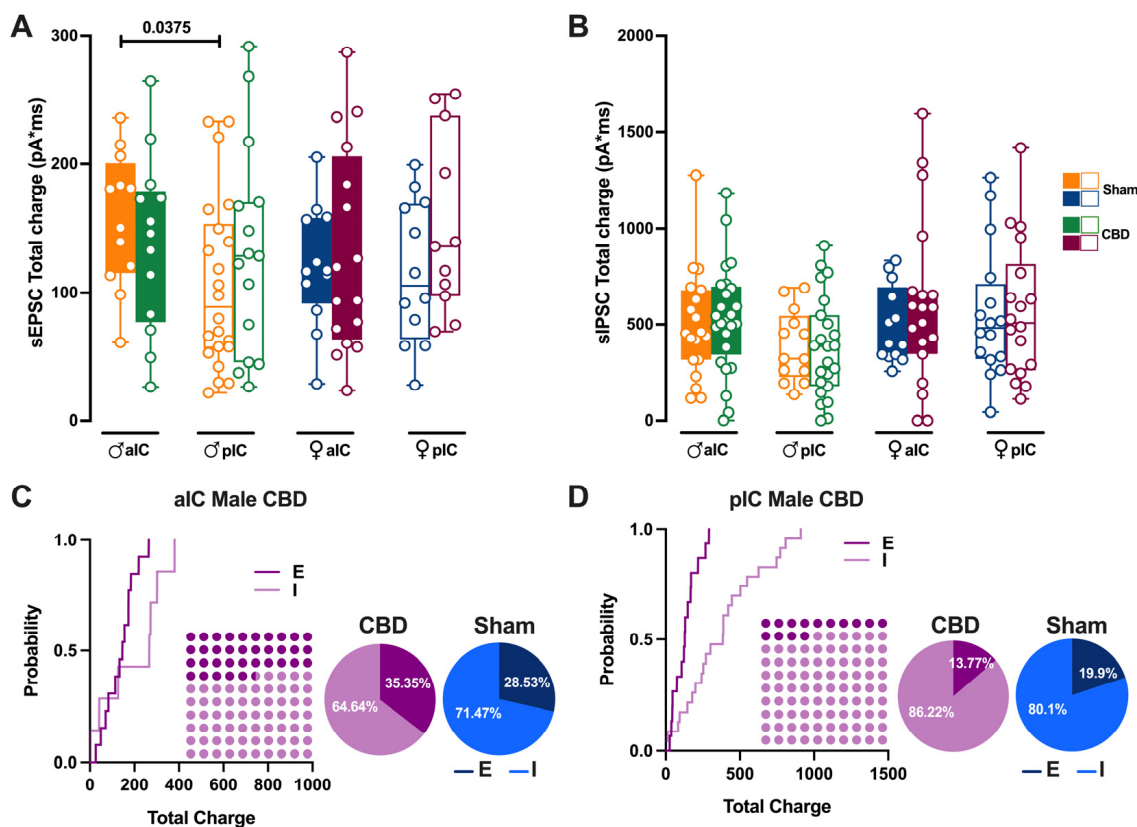 A
0.0375
300
200
100
0
sEPSC Total charge (pA*ms)
♂aIC
♂pIC
♀aIC
♀pIC
B
2000
1500
1000
500
0
sIPSC Total charge (pA*ms)
♂aIC
♂pIC
♀aIC
♀pIC
Sham
CBD
C
aIC Male CBD
1.0
0.5
0.0
Probability
E
I
0
200
400
600
800
1000
Total Charge
CBD
35.35%
64.64%
Sham
28.53%
71.47%
E
I
D
pIC Male CBD
1.0
0.5
0.0
Probability
E
I
0
500
1000
1500
Total Charge
CBD
13.77%
86.22%
Sham
19.9%
80.1%
E
I